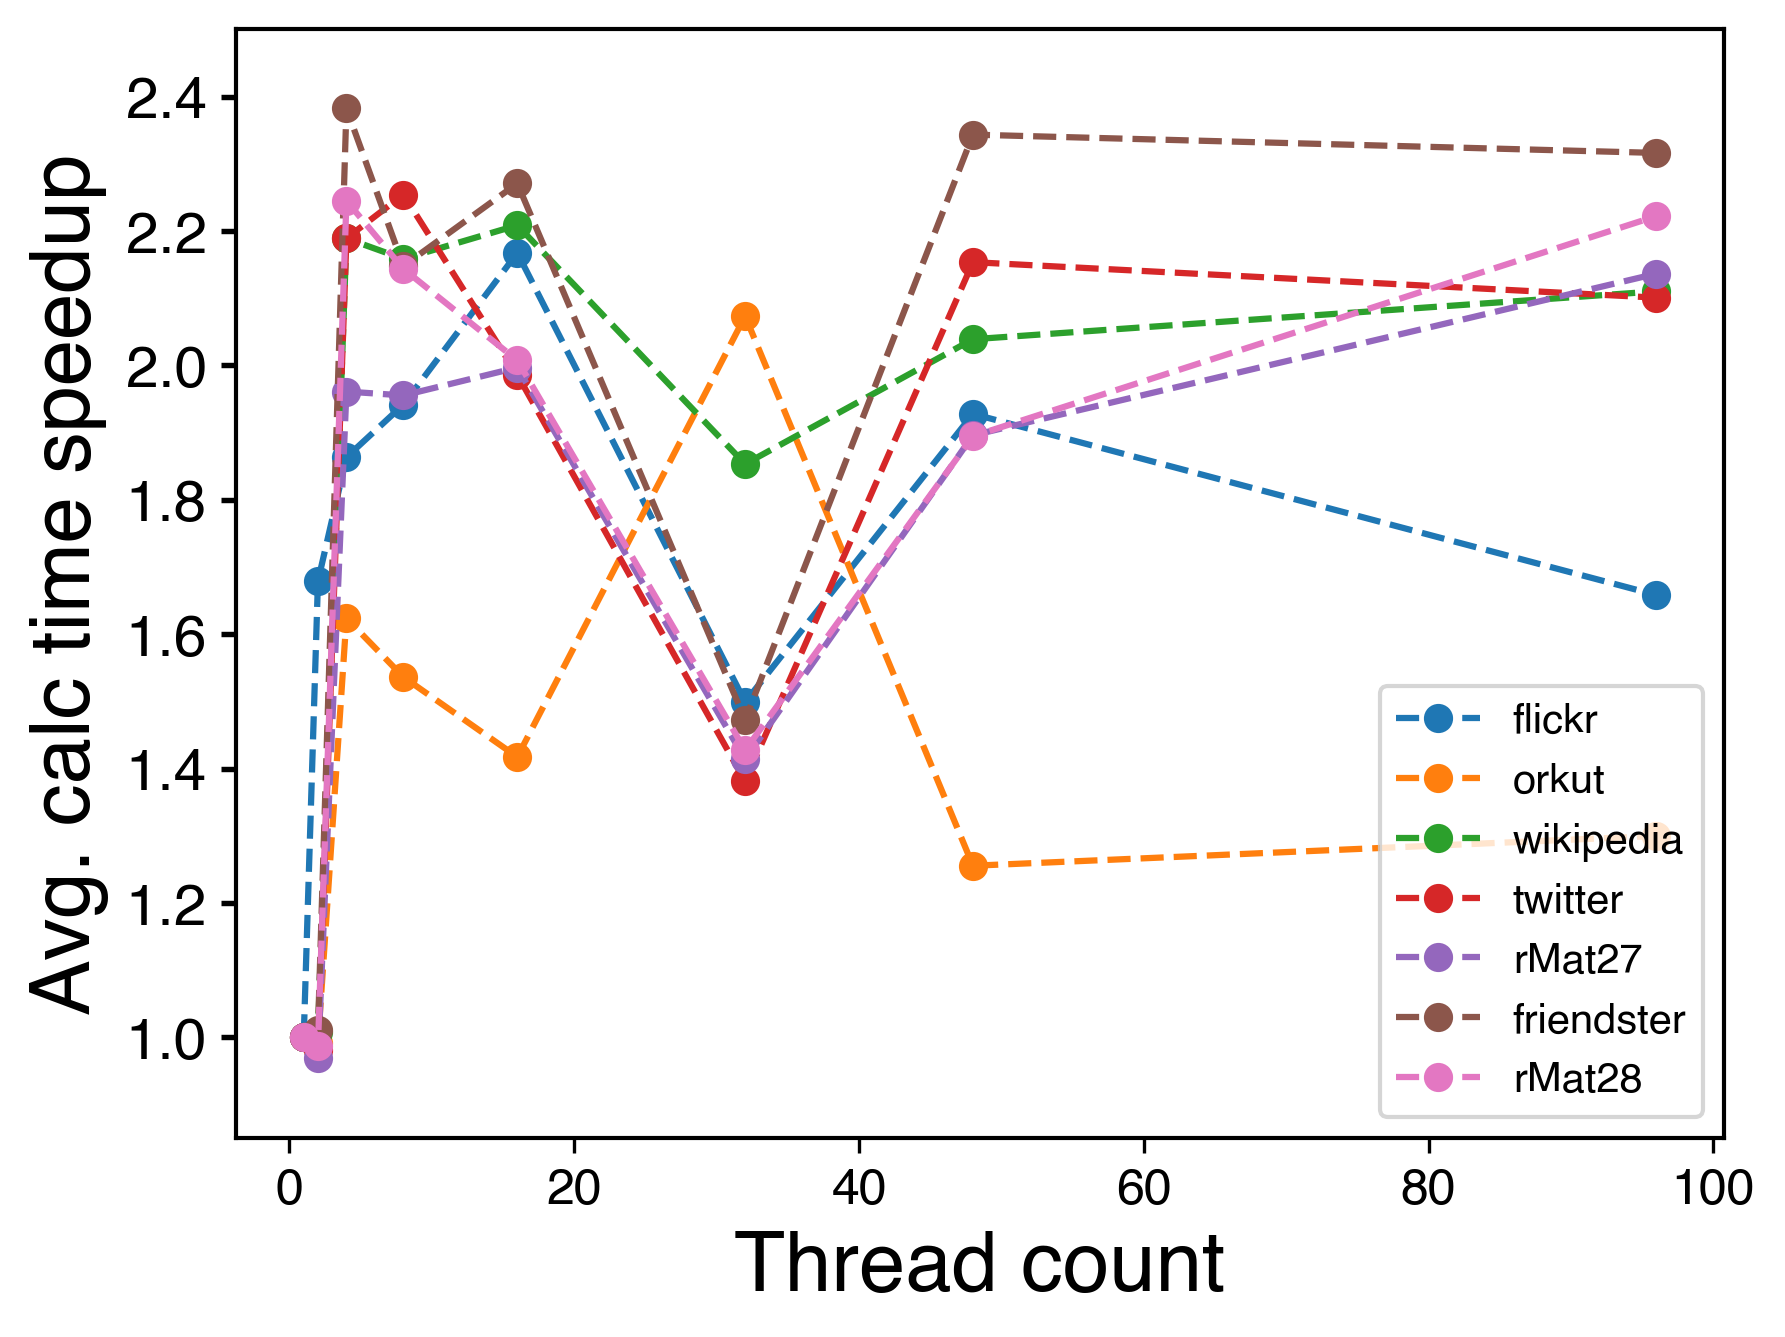 Avg. calc time speedup
2.4
2.2
2.0
1.8
1.6
1.4
1.2
1.0
flickr
orkut
wikipedia
twitter
rMat27
friendster
rMat28
0 20 40 60 80 100
Thread count